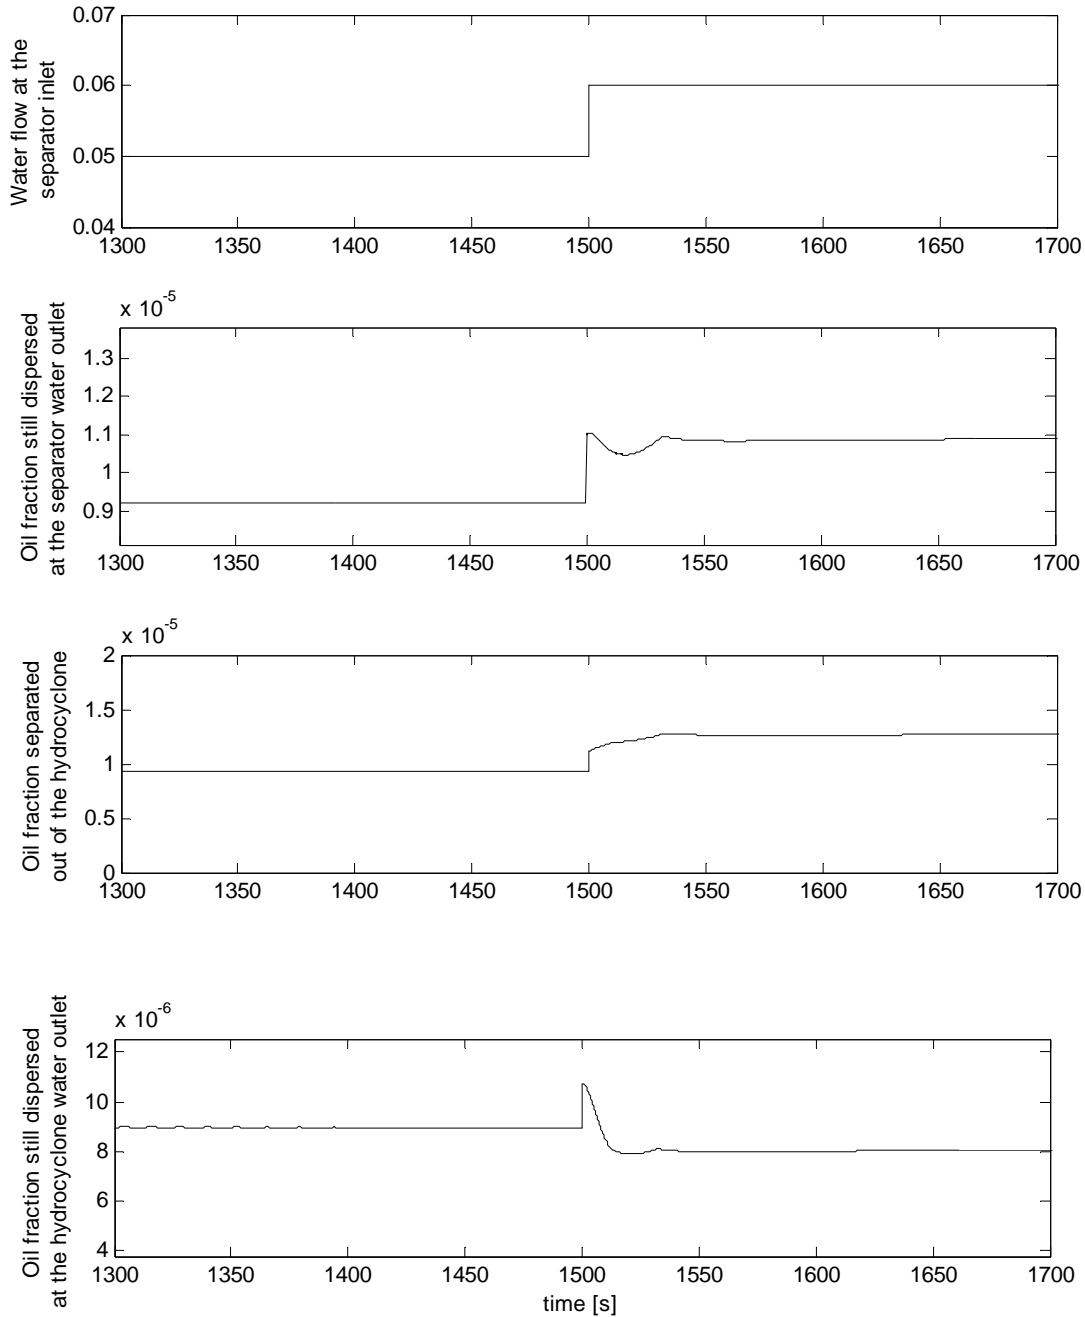 Water flow at the
separator inlet
0.07
0.06
0.05
0.04
1300 1350 1400 1450 1500 1550 1600 1650 1700
x 10-5
Oil fraction still dispersed
at the separator water outlet
1.3
1.2
1.1
1
0.9
1300 1350 1400 1450 1500 1550 1600 1650 1700
x 10-5
Oil fraction separated
out of the hydrocyclone
2
1.5
1
0.5
0
1300 1350 1400 1450 1500 1550 1600 1650 1700
x 10-6
Oil fraction still dispersed
at the hydrocyclone water outlet
12
10
8
6
4
1300 1350 1400 1450 1500 1550 1600 1650 1700
time [s]